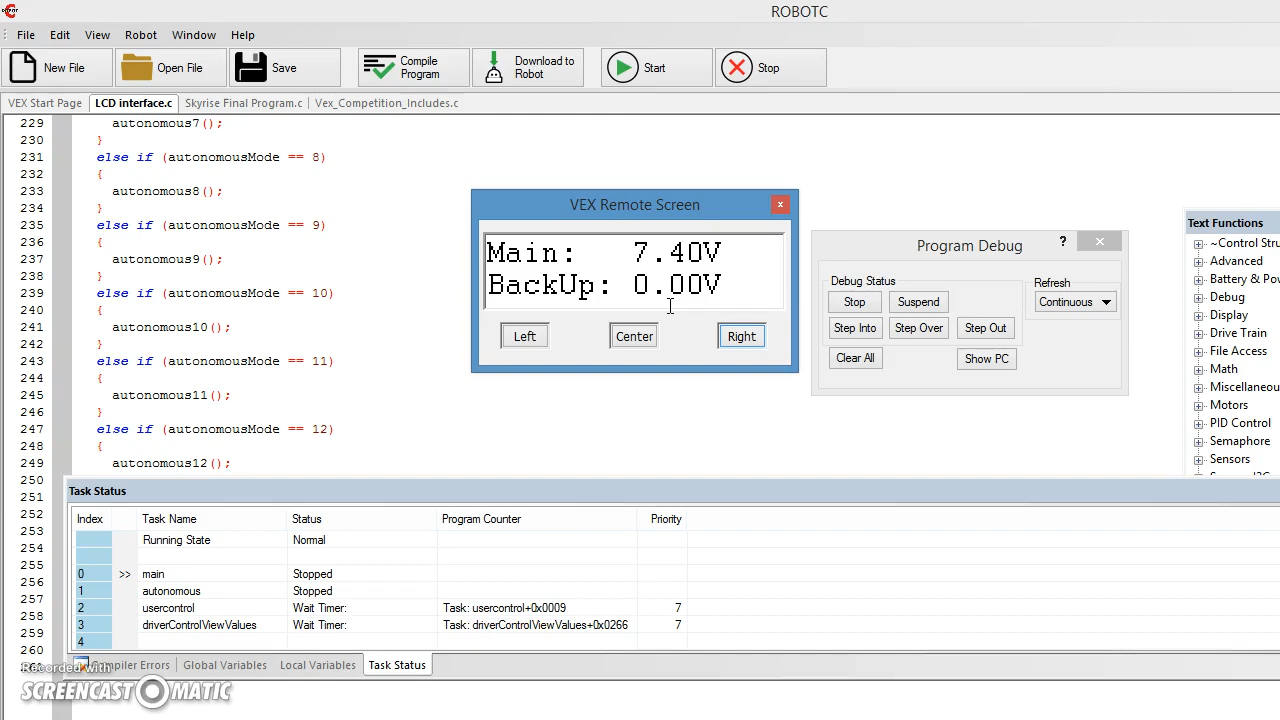 ROBOTC
File Edit View Robot Window Help
New File Open File Save Compile Program Download to Robot Start Stop
VEX Start Page LCD interface.c Skyrise Final Program.c Vex_Competition_Includes.c
229 autonomous7();
230 }
231 else if (autonomousMode == 8)
232 {
233 autonomous8();
234 }
235 else if (autonomousMode == 9)
236 {
237 autonomous9();
238 }
239 else if (autonomousMode == 10)
240 {
241 autonomous10();
242 }
243 else if (autonomousMode == 11)
244 {
245 autonomous11();
246 }
247 else if (autonomousMode == 12)
248 {
249 autonomous12();
250
251
252
253
254
255
256
257
258
259
260
VEX Remote Screen
Main: 7.40V
BackUp: 0.00V
Left Center Right
Program Debug ?
Debug Status
Stop Suspend
Step Into Step Over Step Out
Clear All Show PC
Refresh
Continuous
Text Functions
~Control Stru
Advanced
Battery & Po
Debug
Display
Drive Train
File Access
Math
Miscellaneou
Motors
PID Control
Semaphore
Sensors
Task Status
Index Task Name Status Program Counter Priority
Running State Normal
0 >> main Stopped
1 autonomous Stopped
2 usercontrol Wait Timer: Task: usercontrol+0x0009 7
3 driverControlViewValues Wait Timer: Task: driverControlViewValues+0x0266 7
4
Compiler Errors Global Variables Local Variables Task Status
Recorded with
SCREENCAST MATIC